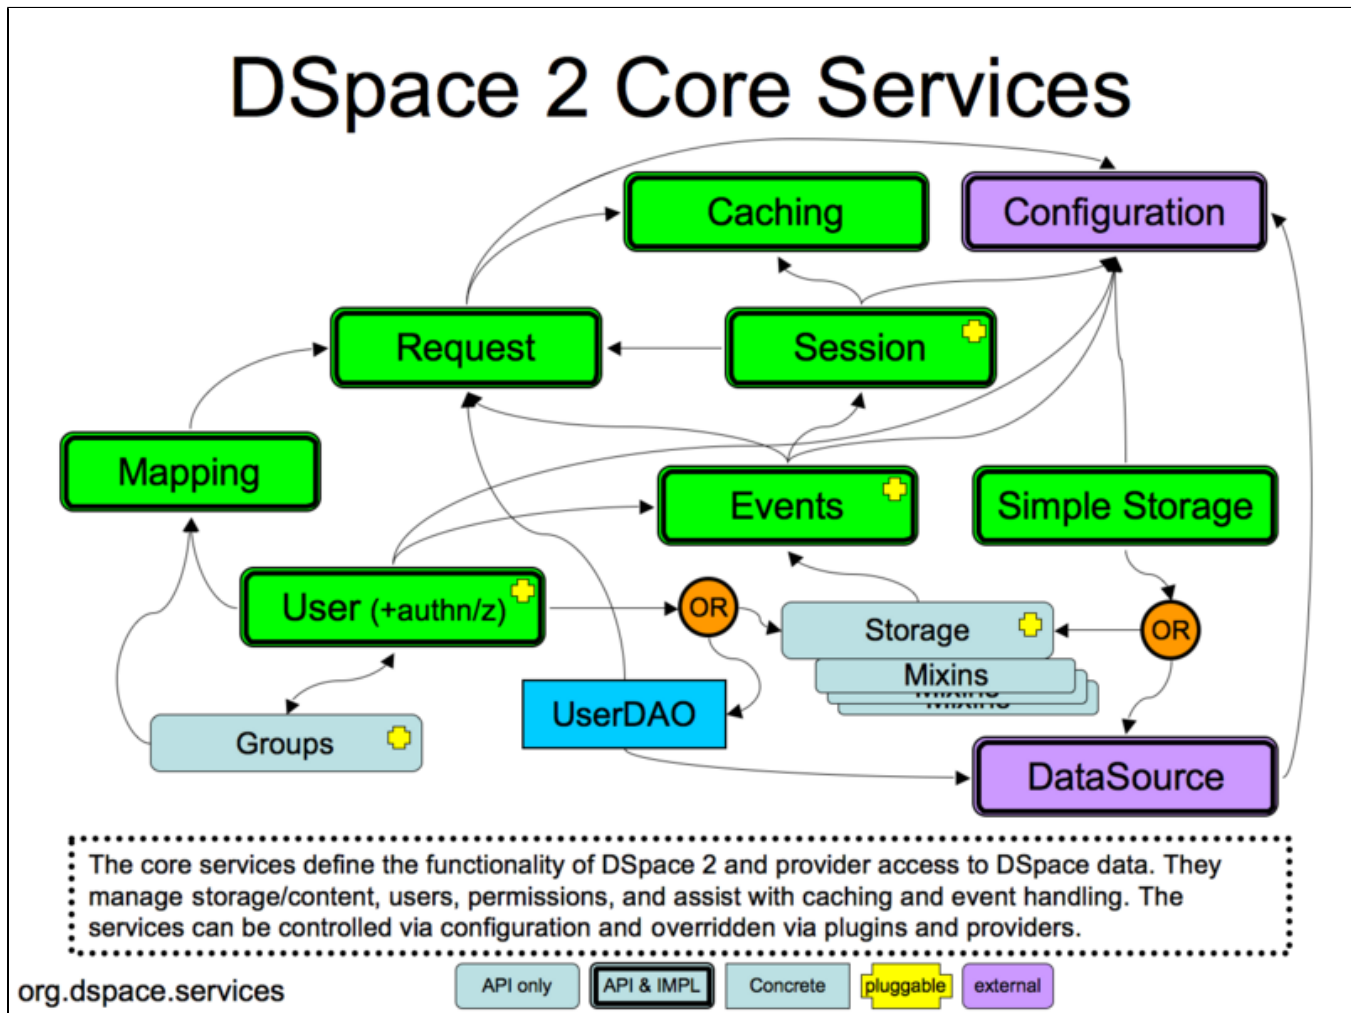 DSpace 2 Core Services
Caching
Configuration
Request
Session
Mapping
Events
Simple Storage
User (+authn/z)
OR
Storage
OR
Mixins
Mixins
Mixins
UserDAO
Groups
DataSource
The core services define the functionality of DSpace 2 and provider access to DSpace data. They
manage storage/content, users, permissions, and assist with caching and event handling. The
services can be controlled via configuration and overridden via plugins and providers.
org.dspace.services
API only
API & IMPL
Concrete
pluggable
external